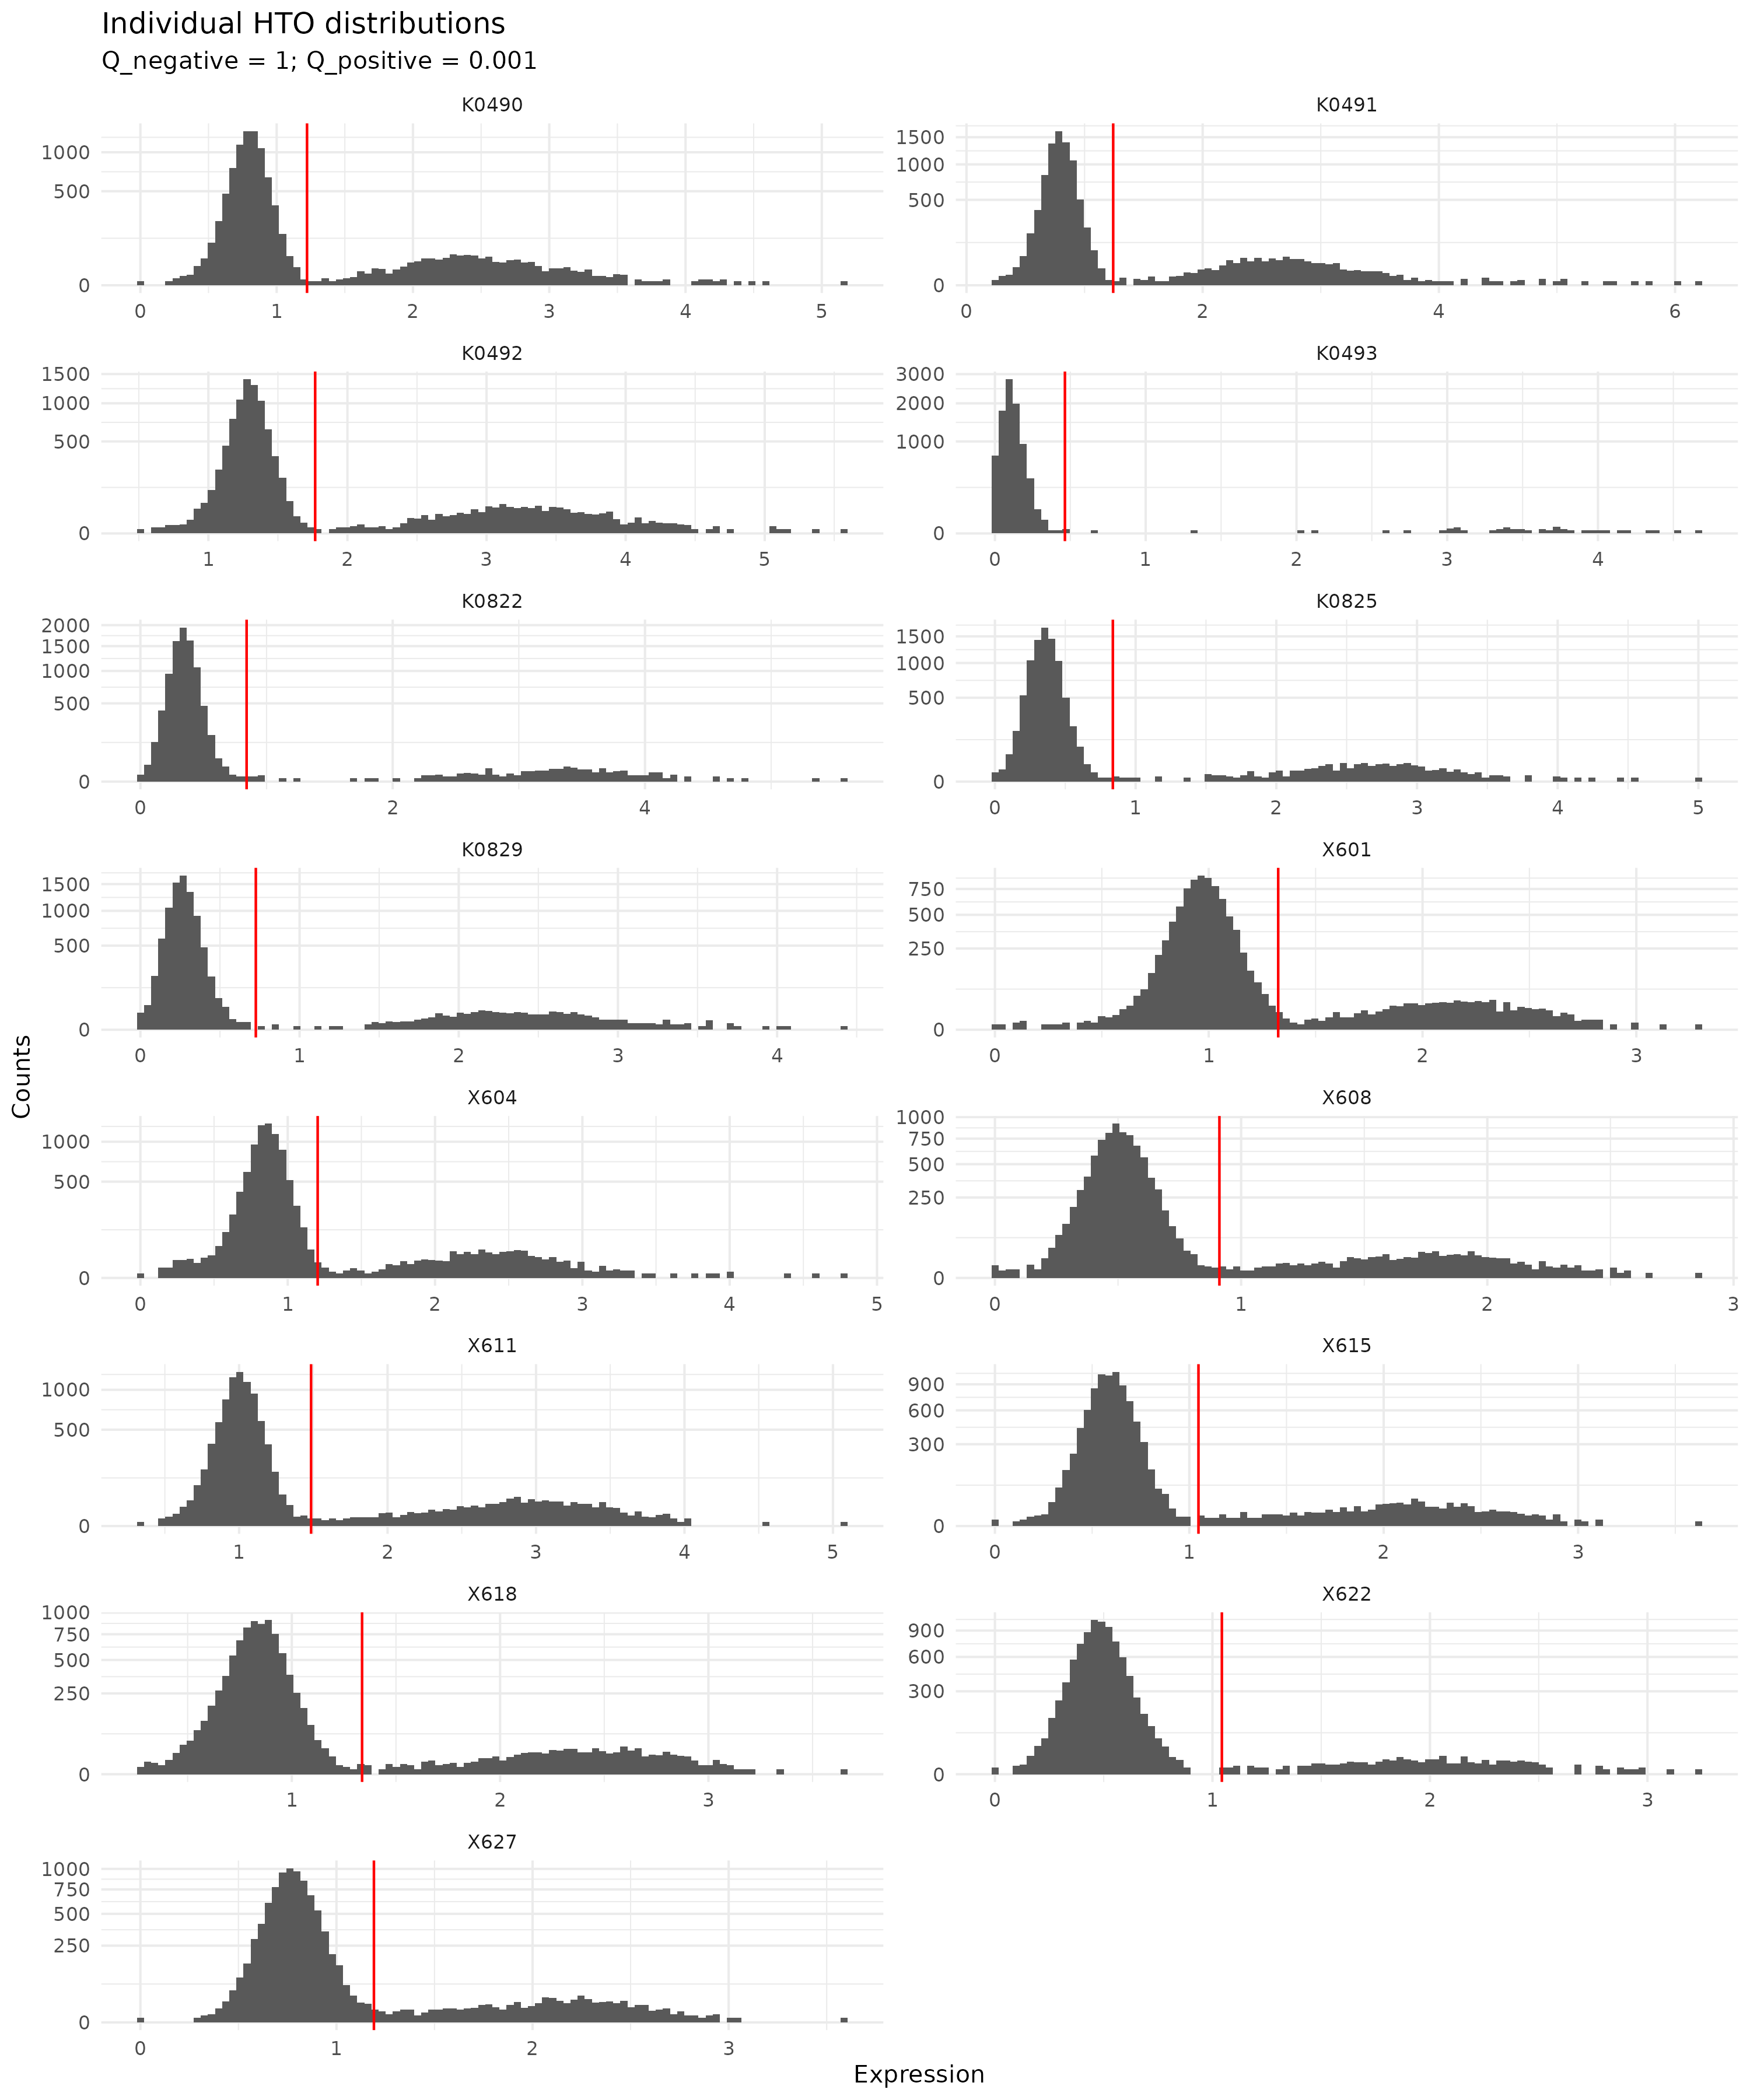 Individual HTO distributions
Q_negative = 1; Q_positive = 0.001
K0490 K0491
1000
500
0
0 1 2 3 4 5
1500
1000
500
0
0 2 4 6
K0492 K0493
1500
1000
500
0
1 2 3 4 5
3000
2000
1000
0
0 1 2 3 4
K0822 K0825
2000
1500
1000
500
0
0 2 4
1500
1000
500
0
0 1 2 3 4 5
K0829 X601
1500
1000
500
0
0 1 2 3 4
750
500
250
0
0 1 2 3
X604 X608
1000
500
0
0 1 2 3 4 5
1000
750
500
250
0
0 1 2 3
X611 X615
1000
500
0
1 2 3 4 5
900
600
300
0
0 1 2 3
X618 X622
1000
750
500
250
0
1 2 3
900
600
300
0
0 1 2 3
X627
1000
750
500
250
0
0 1 2 3
Counts
Expression